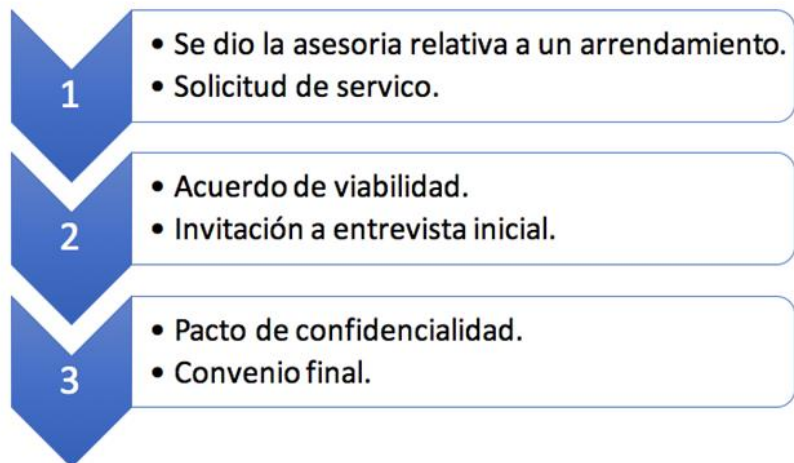 1
• Se dio la asesoria relativa a un arrendamiento.
• Solicitud de servico.
2
• Acuerdo de viabilidad.
• Invitación a entrevista inicial.
3
• Pacto de confidencialidad.
• Convenio final.